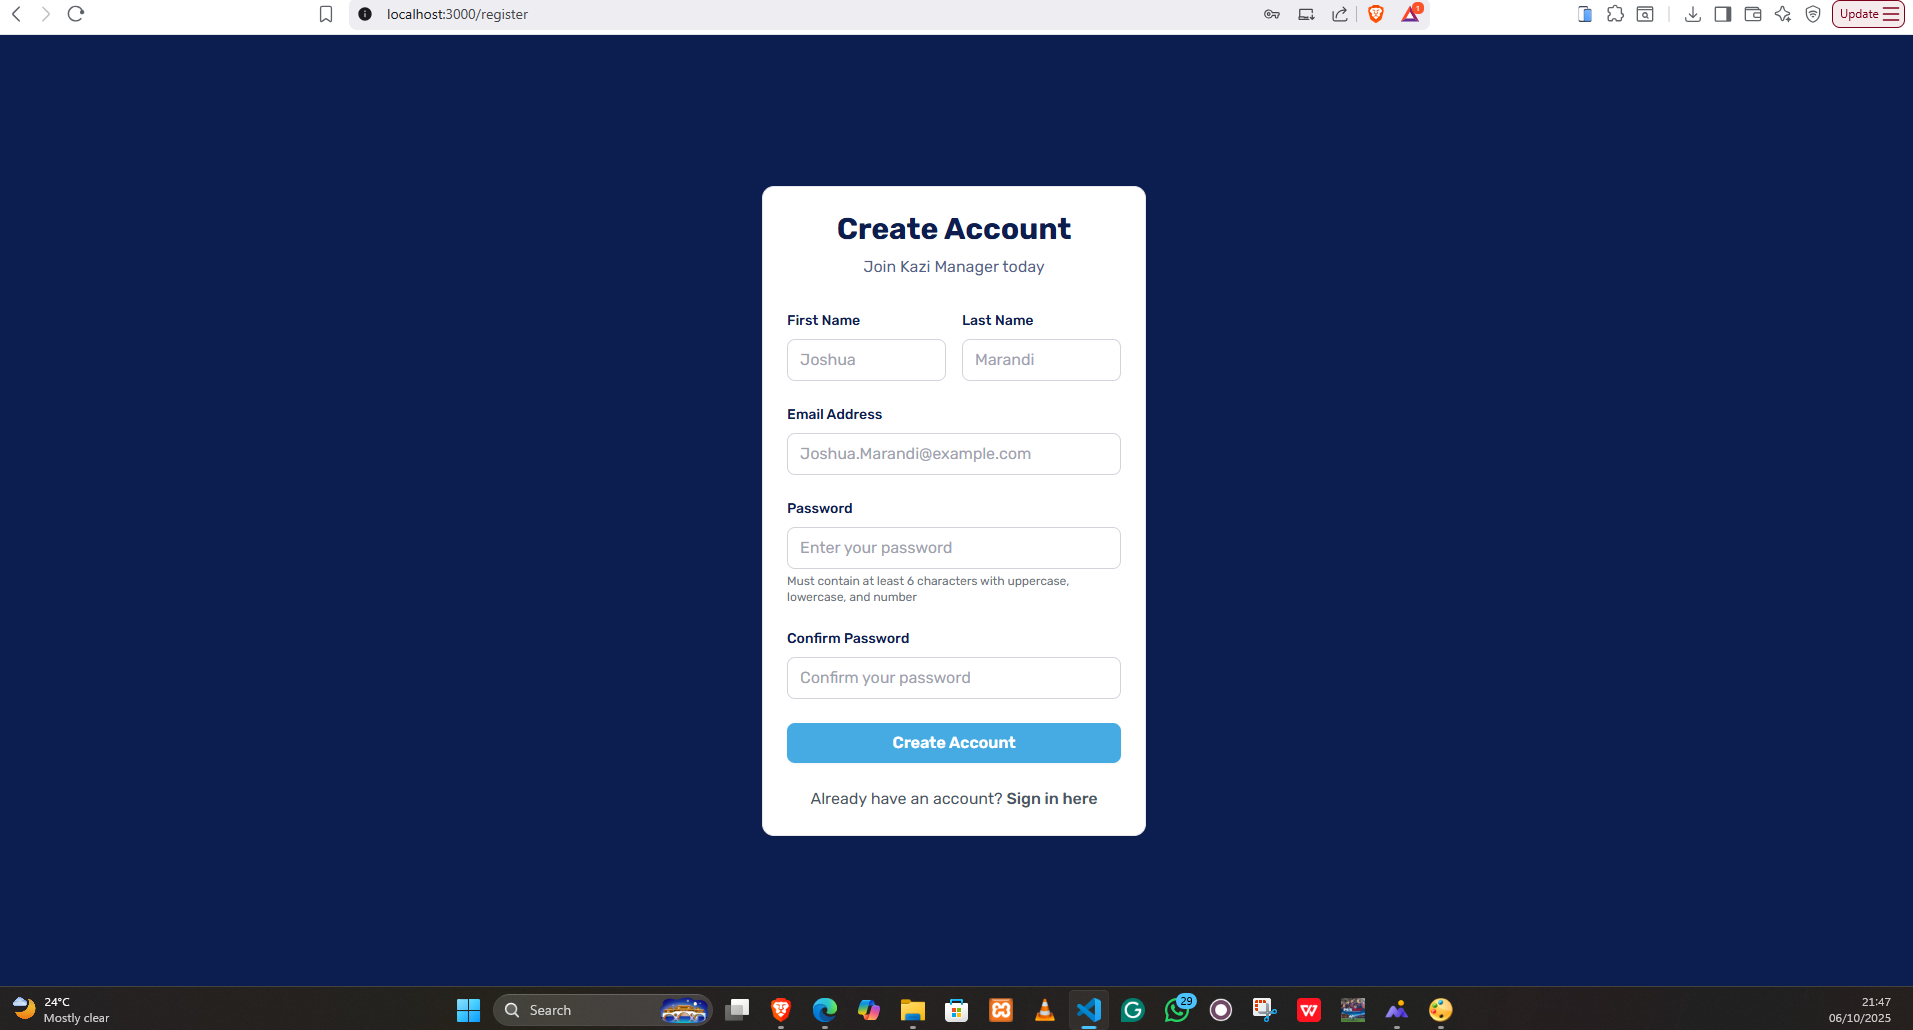 localhost:3000/register
1
Update
Create Account
Join Kazi Manager today
First Name
Last Name
Joshua
Marandi
Email Address
Joshua.Marandi@example.com
Password
Enter your password
Must contain at least 6 characters with uppercase,
lowercase, and number
Confirm Password
Confirm your password
Create Account
Already have an account? Sign in here
24°C
Mostly clear
Search
29
21:47
06/10/2025